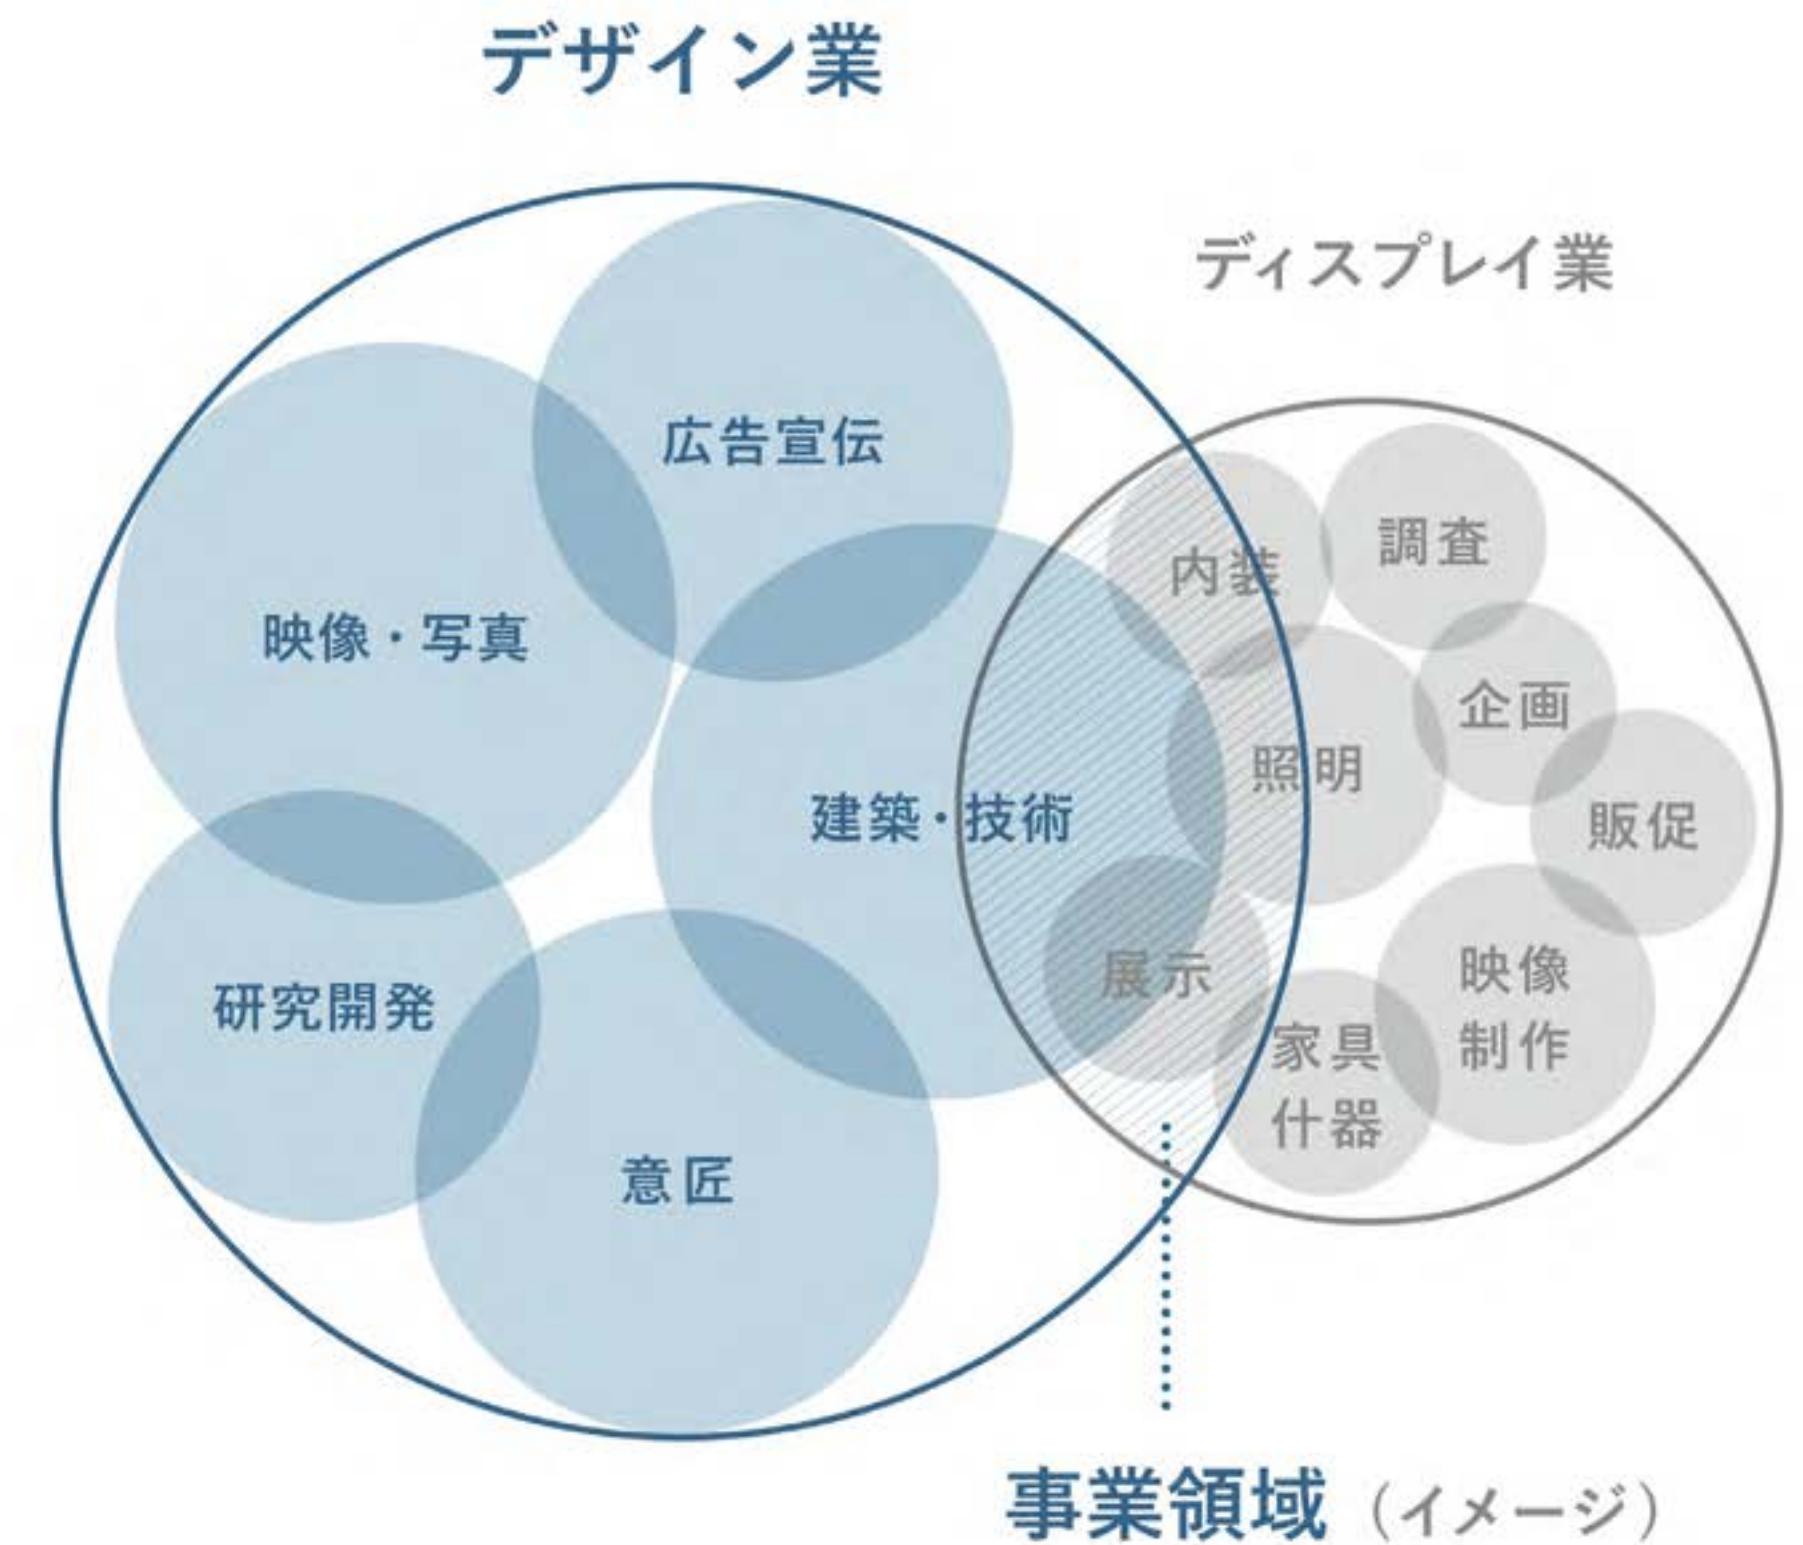 デザイン業
ディスプレイ業
広告宣伝
映像・写真
建築・技術
研究開発
意匠
内装
調査
企画
照明
販促
展示
映像
制作
家具
什器
事業領域（イメージ）